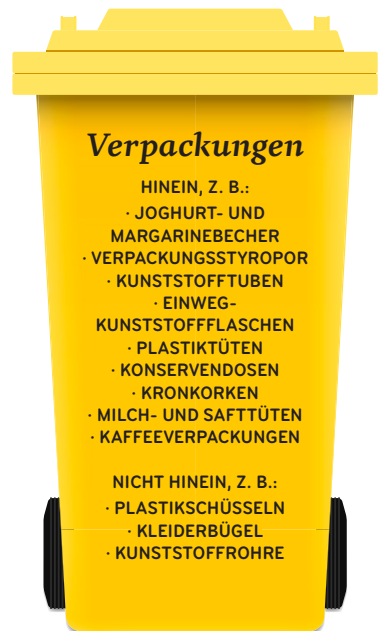 Verpackungen
HINEIN, Z. B.:
· JOGHURT- UND
MARGARINEBECHER
· VERPACKUNGSSTYROPOR
· KUNSTSTOFFTUBEN
· EINWEG-
KUNSTSTOFFFLASCHEN
· PLASTIKTÜTEN
· KONSERVENDOSEN
· KRONKORKEN
· MILCH- UND SAFTTÜTEN
· KAFFEEVERPACKUNGEN
NICHT HINEIN, Z. B.:
· PLASTIKSCHÜSSELN
· KLEIDERBÜGEL
· KUNSTSTOFFROHRE